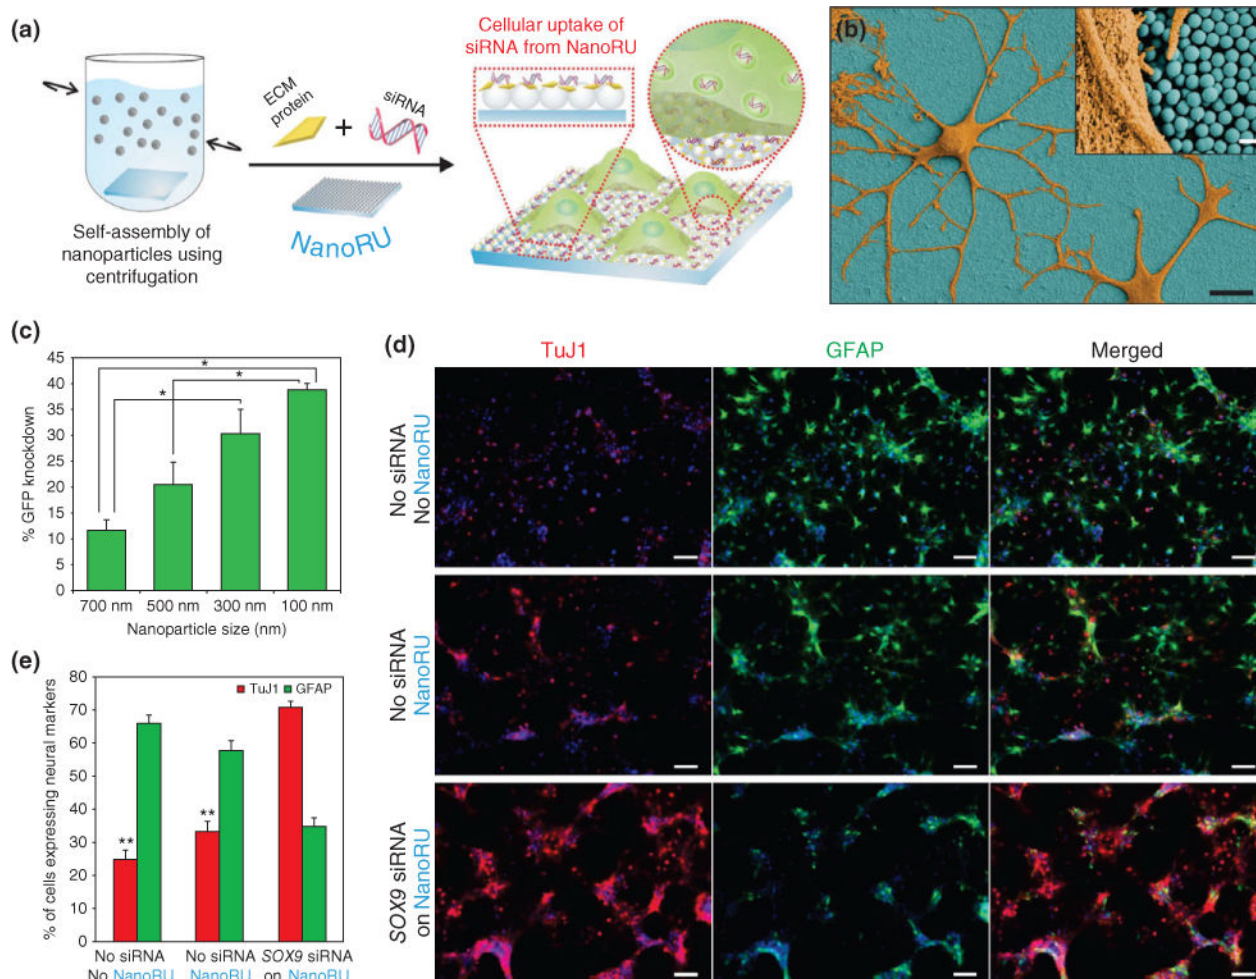 (a)
Self-assembly of
nanoparticles using
centrifugation
ECM
protein
+
siRNA
NanoRU
Cellular uptake of
siRNA from NanoRU
(b)
(c)
45
40
35
30
25
20
15
10
5
0
% GFP knockdown
*
*
*
700 nm
500 nm
300 nm
100 nm
Nanoparticle size (nm)
(d)
TuJ1
GFAP
Merged
No siRNA
No NanoRU
No siRNA
NanoRU
SOX9 siRNA
on NanoRU
(e)
80
70
60
50
40
30
20
10
0
% of cells expressing neural markers
TuJ1
GFAP
**
**
No siRNA
No NanoRU
No siRNA
NanoRU
SOX9 siRNA
on NanoRU